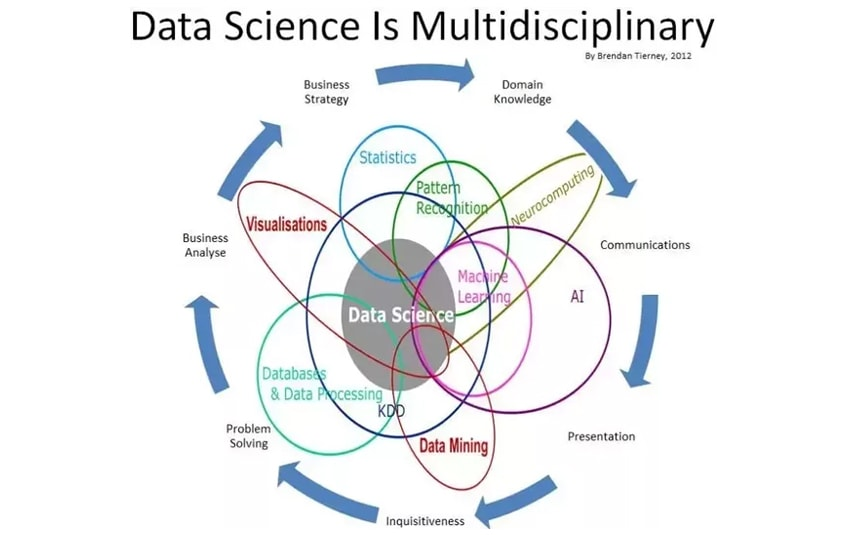 Data Science Is Multidisciplinary
By Brendan Tierney, 2012
Business
Strategy
Domain
Knowledge
Statistics
Pattern
Recognition
Neurocomputing
Visualisations
Business
Analyse
Communications
Machine
Learning
AI
Data Science
Databases
& Data Processing
KDD
Problem
Solving
Data Mining
Presentation
Inquisitiveness